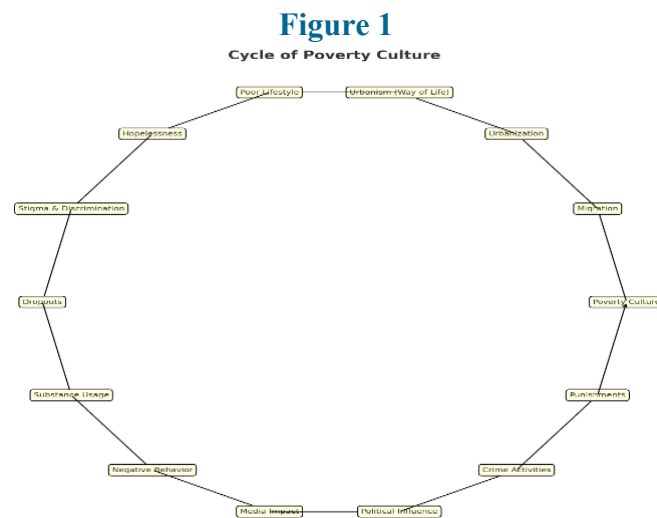 Figure 1
Cycle of Poverty Culture
Poor Lifestyle
Urbanism (Way of Life)
Hopelessness
Urbanization
Stigma & Discrimination
Migration
Dropouts
Poverty Culture
Substance Usage
Punishments
Negative Behavior
Crime Activities
Media Impact
Political Influence